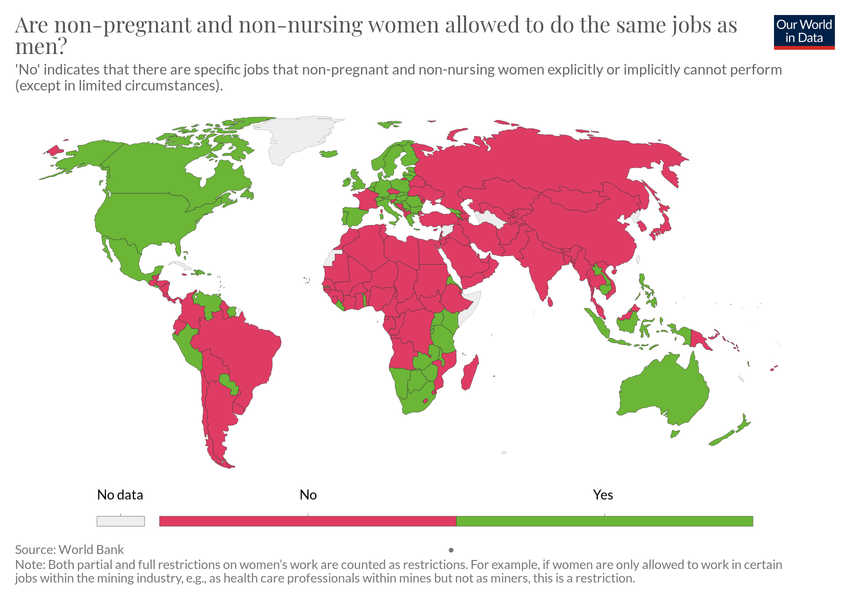 Are non-pregnant and non-nursing women allowed to do the same jobs as
men?
Our World
in Data
'No' indicates that there are specific jobs that non-pregnant and non-nursing women explicitly or implicitly cannot perform
(except in limited circumstances).
No data
No
Yes
Source: World Bank
Note: Both partial and full restrictions on women's work are counted as restrictions. For example, if women are only allowed to work in certain
jobs within the mining industry, e.g., as health care professionals within mines but not as miners, this is a restriction.